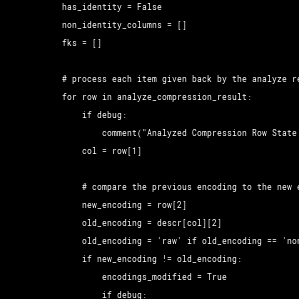 has_identity = False
non_identity_columns = []
fks = []
# process each item given back by the analyze
for row in analyze_compression_result:
if debug:
comment("Analyzed Compression Row State
col = row[1]
# compare the previous encoding to the new
new_encoding = row[2]
old_encoding = descr[col][2]
old_encoding = 'raw' if old_encoding ==
if new_encoding != old_encoding:
encodings_modified = True
if debug: